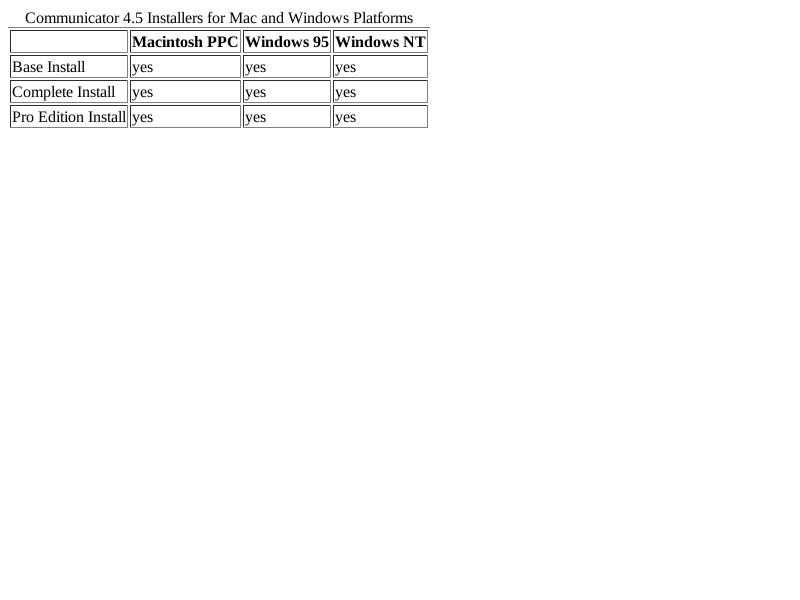 Communicator 4.5 Installers for Mac and Windows Platforms
Macintosh PPC Windows 95 Windows NT
Base Install yes yes yes
Complete Install yes yes yes
Pro Edition Install yes yes yes